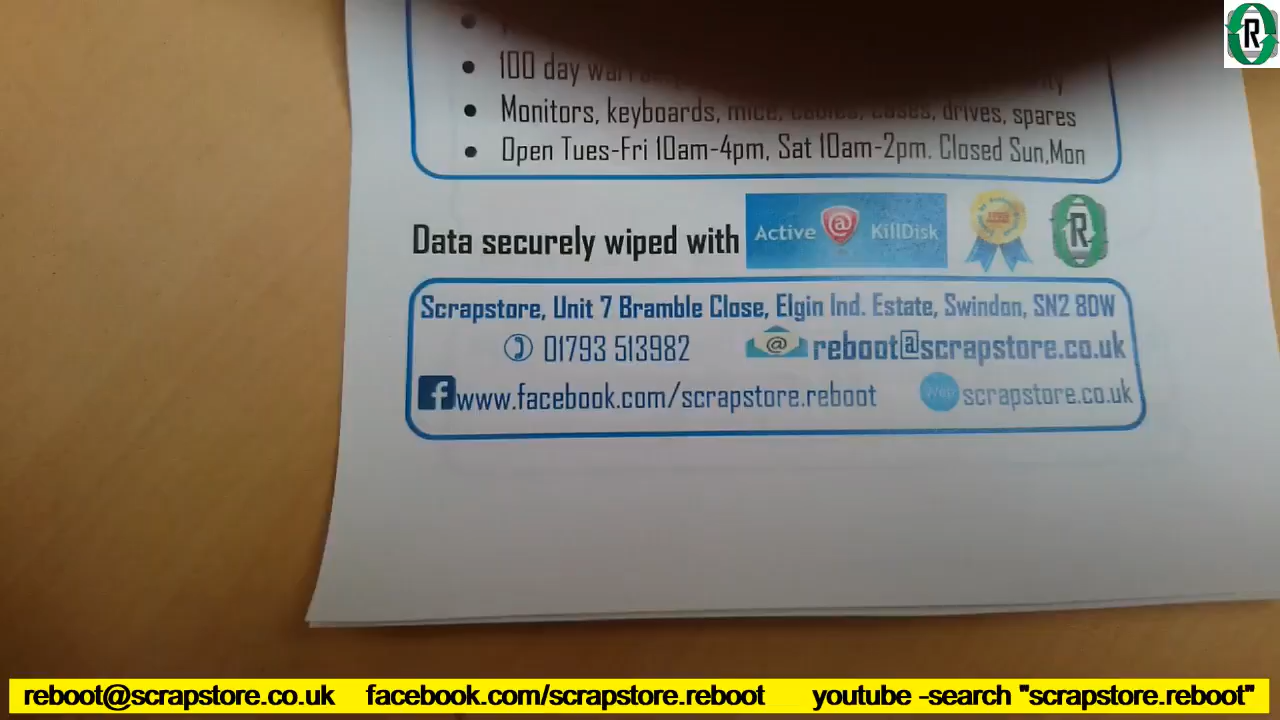 R
100 day
Monitors, keyboards, mice, cables, cases, drives, spares
Open Tues-Fri 10am-4pm, Sat 10am-2pm. Closed Sun,Mon
Data securely wiped with Active @ KillDisk R
Scrapstore, Unit 7 Bramble Close, Elgin Ind. Estate, Swindon, SN2 8DW
01793 513982 @ reboot@scrapstore.co.uk
f www.facebook.com/scrapstore.reboot Web scrapstore.co.uk
reboot@scrapstore.co.uk facebook.com/scrapstore.reboot youtube -search "scrapstore.reboot"